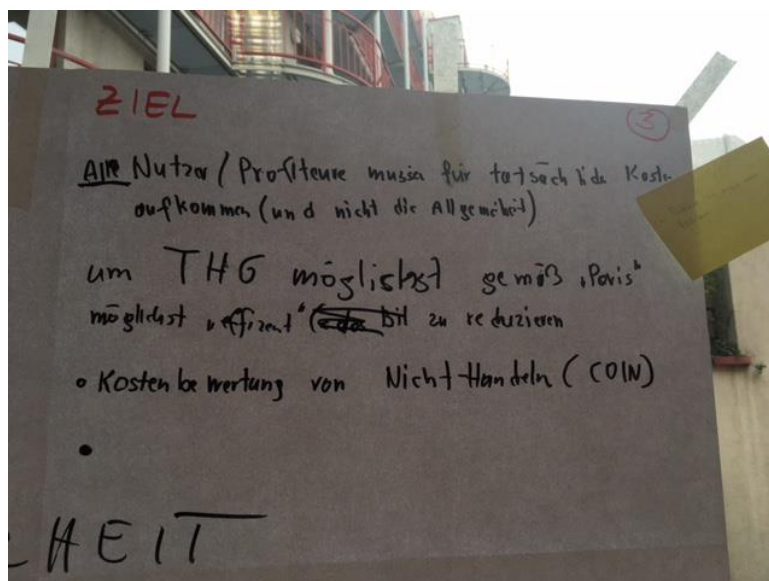 ZIEL
3
Alle Nutzer / Profiteure müssen für tatsächliche Kosten
aufkommen (und nicht die Allgemeinheit)
um THG möglichst gemäß "Paris"
möglichst "effizient" zu reduzieren
• Kostenbewertung von Nicht-Handeln (COIN)
•
HEIT